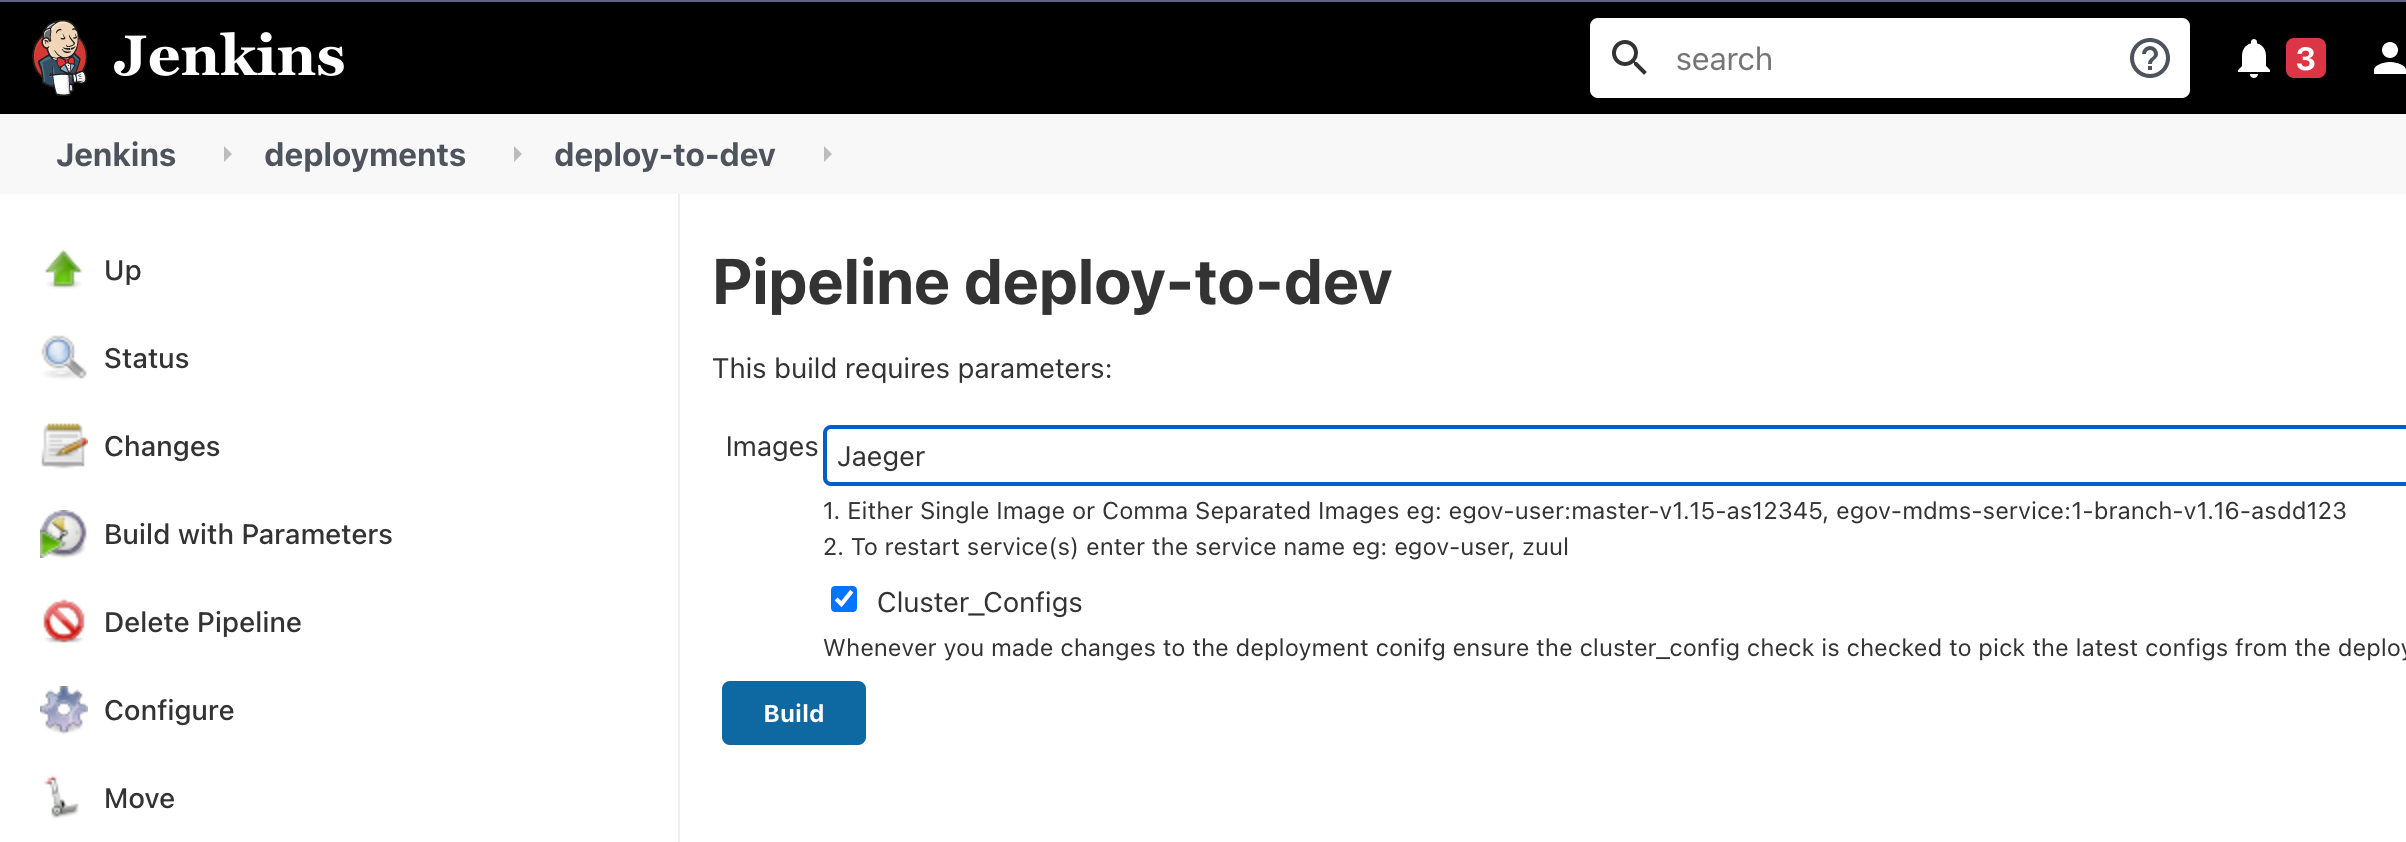 Jenkins
search
3
Jenkins deployments deploy-to-dev
Up
Status
Changes
Build with Parameters
Delete Pipeline
Configure
Move
Pipeline deploy-to-dev
This build requires parameters:
Images Jaeger
1. Either Single Image or Comma Separated Images eg: egov-user:master-v1.15-as12345, egov-mdms-service:1-branch-v1.16-asdd123
2. To restart service(s) enter the service name eg: egov-user, zuul
Cluster_Configs
Whenever you made changes to the deployment conifg ensure the cluster_config check is checked to pick the latest configs from the deploy
Build